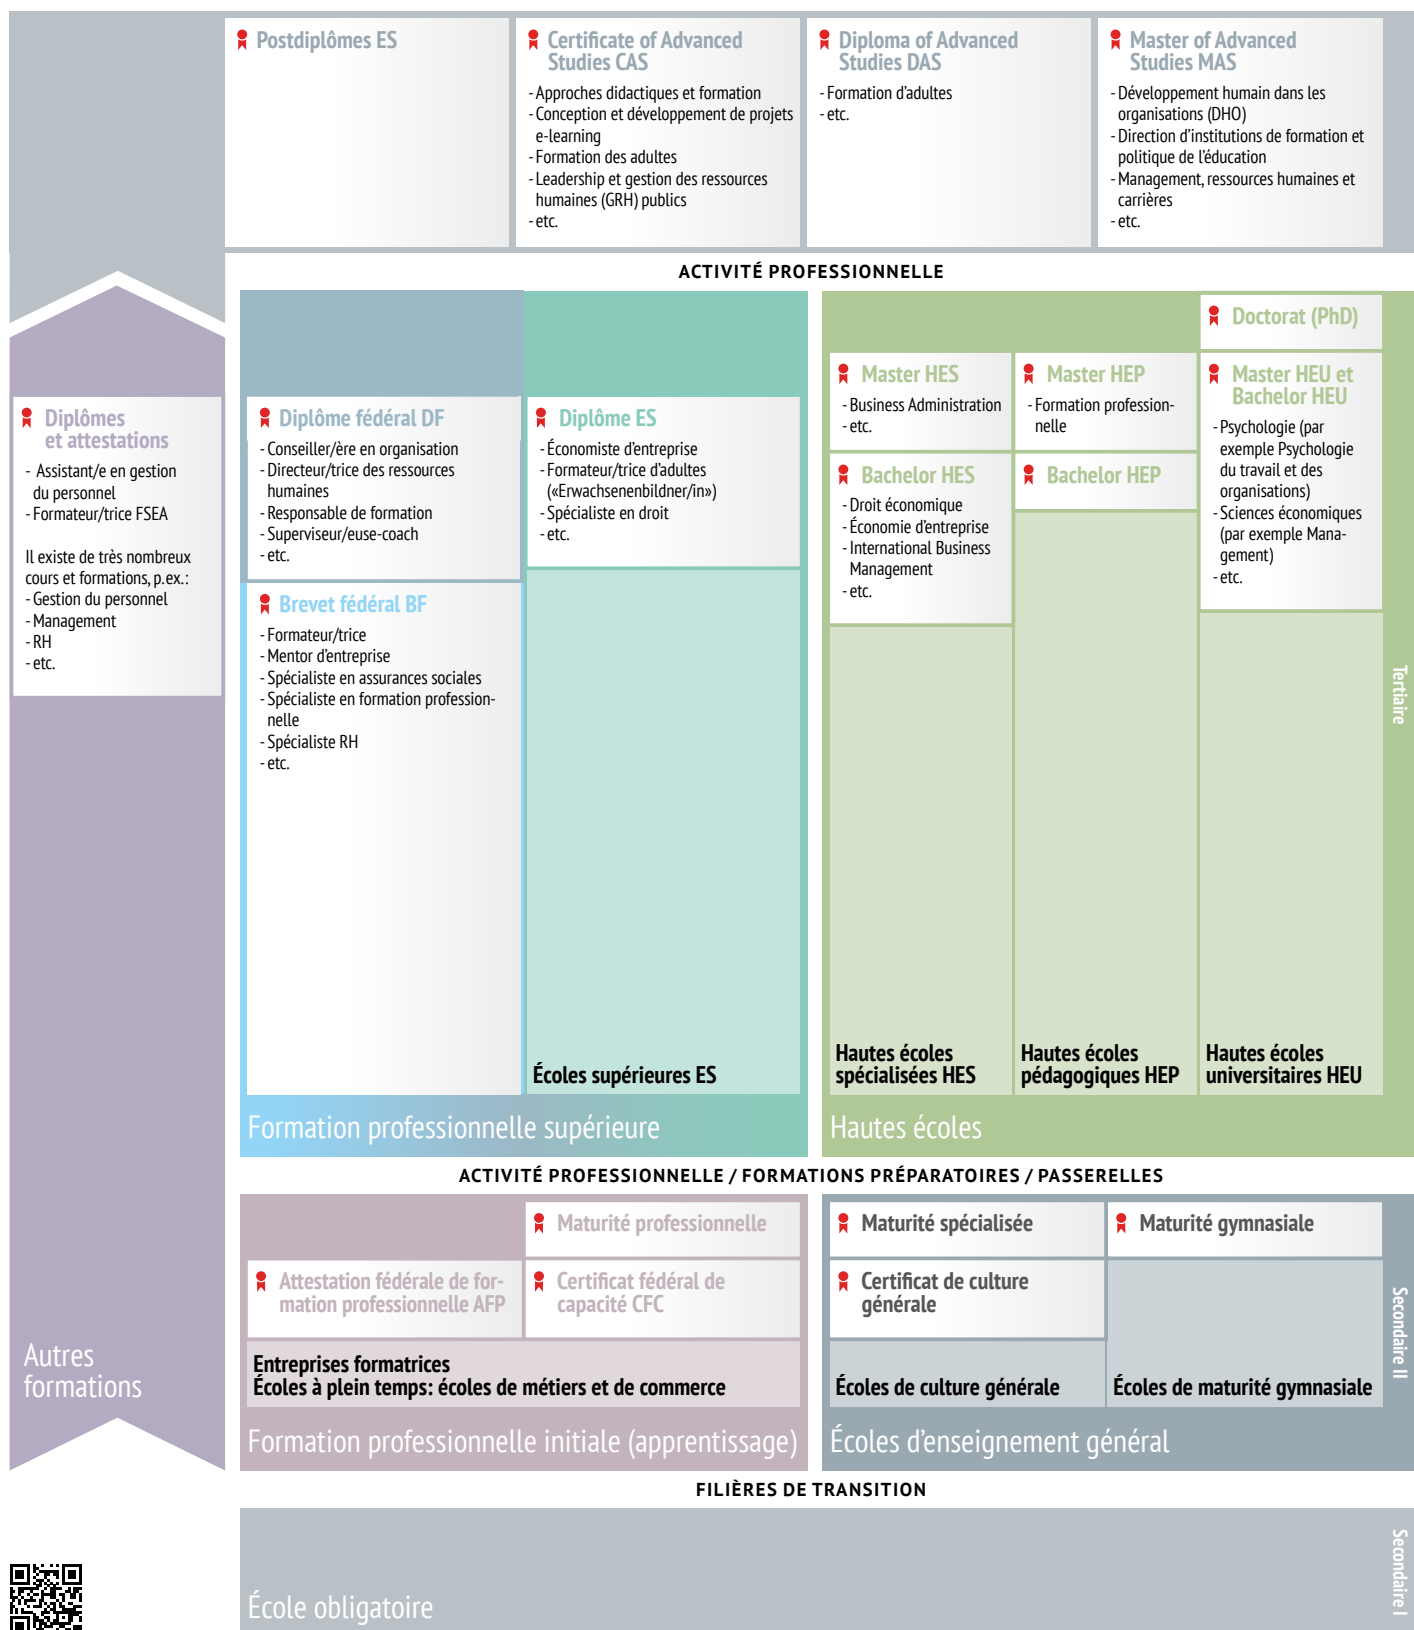 Postdiplômes ES
Certificate of Advanced
Studies CAS
- Approches didactiques et formation
- Conception et développement de projets
e-learning
- Formation des adultes
- Leadership et gestion des ressources
humaines (GRH) publics
- etc.
Diploma of Advanced
Studies DAS
- Formation d'adultes
- etc.
Master of Advanced
Studies MAS
- Développement humain dans les
organisations (DHO)
- Direction d'institutions de formation et
politique de l'éducation
- Management, ressources humaines et
carrières
- etc.
ACTIVITÉ PROFESSIONNELLE
Diplômes
et attestations
- Assistant/e en gestion
du personnel
- Formateur/trice FSEA
Il existe de très nombreux
cours et formations, p.ex.:
- Gestion du personnel
- Management
- RH
- etc.
Autres
formations
Diplôme fédéral DF
- Conseiller/ère en organisation
- Directeur/trice des ressources
humaines
- Responsable de formation
- Superviseur/euse-coach
- etc.
Brevet fédéral BF
- Formateur/trice
- Mentor d'entreprise
- Spécialiste en assurances sociales
- Spécialiste en formation profession-
nelle
- Spécialiste RH
- etc.
Diplôme ES
- Économiste d'entreprise
- Formateur/trice d'adultes
(«Erwachsenenbildner/in»)
- Spécialiste en droit
- etc.
Écoles supérieures ES
Formation professionnelle supérieure
Master HES
- Business Administration
- etc.
Bachelor HES
- Droit économique
- Économie d'entreprise
- International Business
Management
- etc.
Hautes écoles
spécialisées HES
Master HEP
- Formation profession-
nelle
Bachelor HEP
Hautes écoles
pédagogiques HEP
Doctorat (PhD)
Master HEU et
Bachelor HEU
- Psychologie (par
exemple Psychologie
du travail et des
organisations)
- Sciences économiques
(par exemple Mana-
gement)
- etc.
Hautes écoles
universitaires HEU
Hautes écoles
Tertiaire
ACTIVITÉ PROFESSIONNELLE / FORMATIONS PRÉPARATOIRES / PASSERELLES
Maturité professionnelle
Attestation fédérale de for-
mation professionnelle AFP
Certificat fédéral de
capacité CFC
Entreprises formatrices
Écoles à plein temps: écoles de métiers et de commerce
Formation professionnelle initiale (apprentissage)
Maturité spécialisée
Certificat de culture
générale
Écoles de culture générale
Maturité gymnasiale
Écoles de maturité gymnasiale
Écoles d'enseignement général
Secondaire II
FILIÈRES DE TRANSITION
École obligatoire
Secondaire I